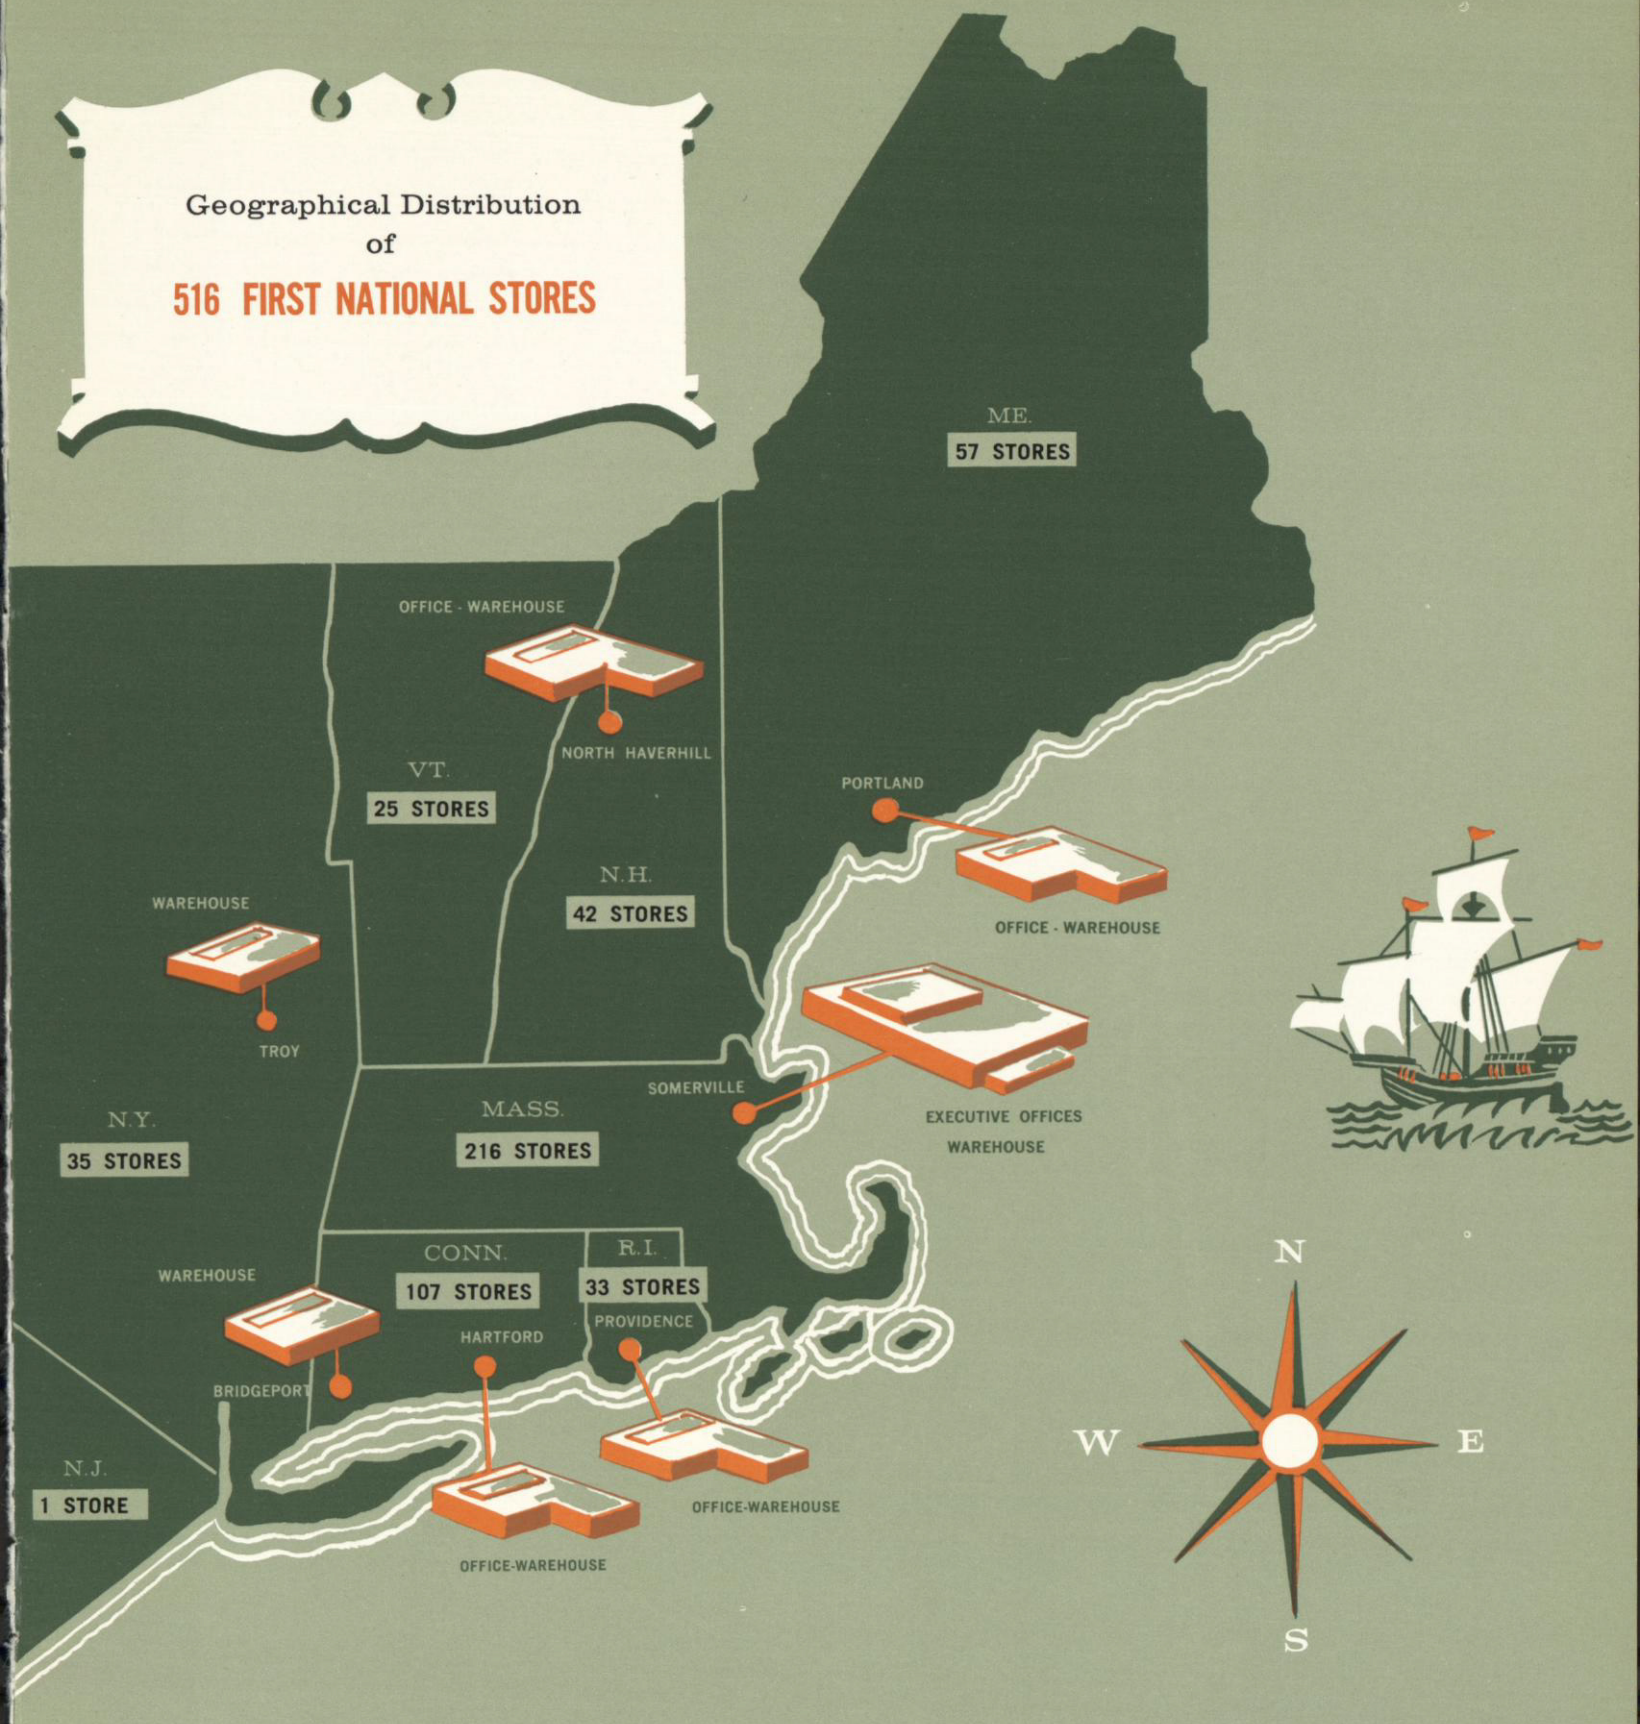 Geographical Distribution
of
516 FIRST NATIONAL STORES
ME.
57 STORES
OFFICE - WAREHOUSE
NORTH HAVERHILL
VT.
25 STORES
PORTLAND
OFFICE - WAREHOUSE
N.H.
42 STORES
WAREHOUSE
TROY
SOMERVILLE
EXECUTIVE OFFICES
WAREHOUSE
N.Y.
35 STORES
MASS.
216 STORES
CONN.
107 STORES
R.I.
33 STORES
WAREHOUSE
BRIDGEPORT
HARTFORD
PROVIDENCE
N.J.
1 STORE
OFFICE-WAREHOUSE
OFFICE-WAREHOUSE
N
W
E
S